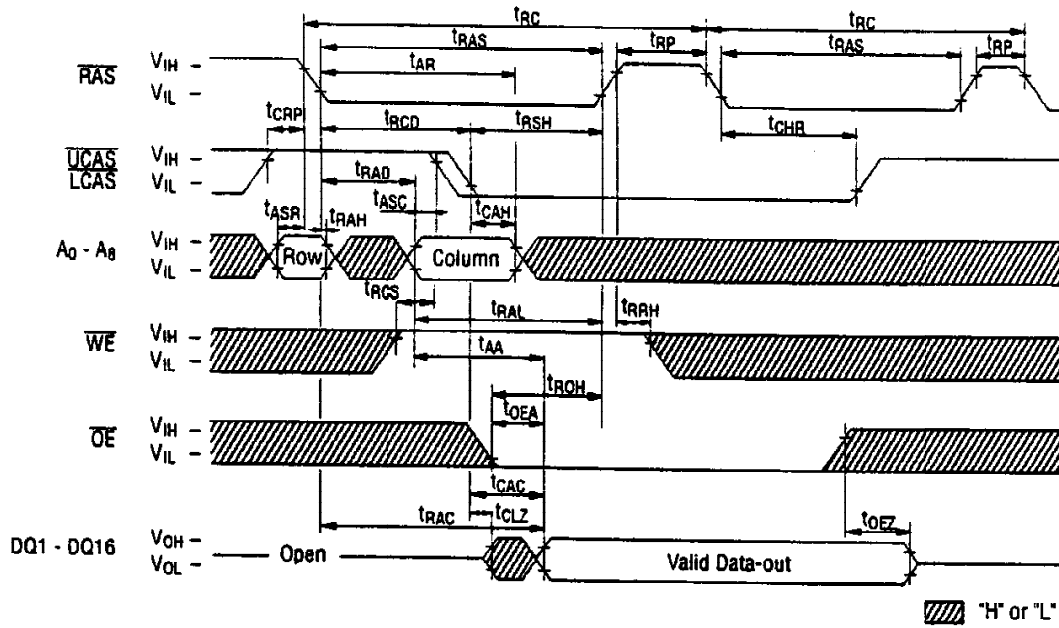 tRC tRC
tRAS tRP tRAS tRP
tAR
RAS VIH
VIL
tCRP tRCD tRSH tCHR
UCAS VIH
LCAS VIL
tRAD
tASC tCAH
tASR tRAH
A0 - A8 VIH
VIL
Row Column
tRCS tRAL tRRH
WE VIH
VIL
tAA
tROH
tOEA
OE VIH
VIL
tCAC
tRAC tCLZ tOEZ
DQ1 - DQ16 VOH
VOL
Open Valid Data-out
"H" or "L"